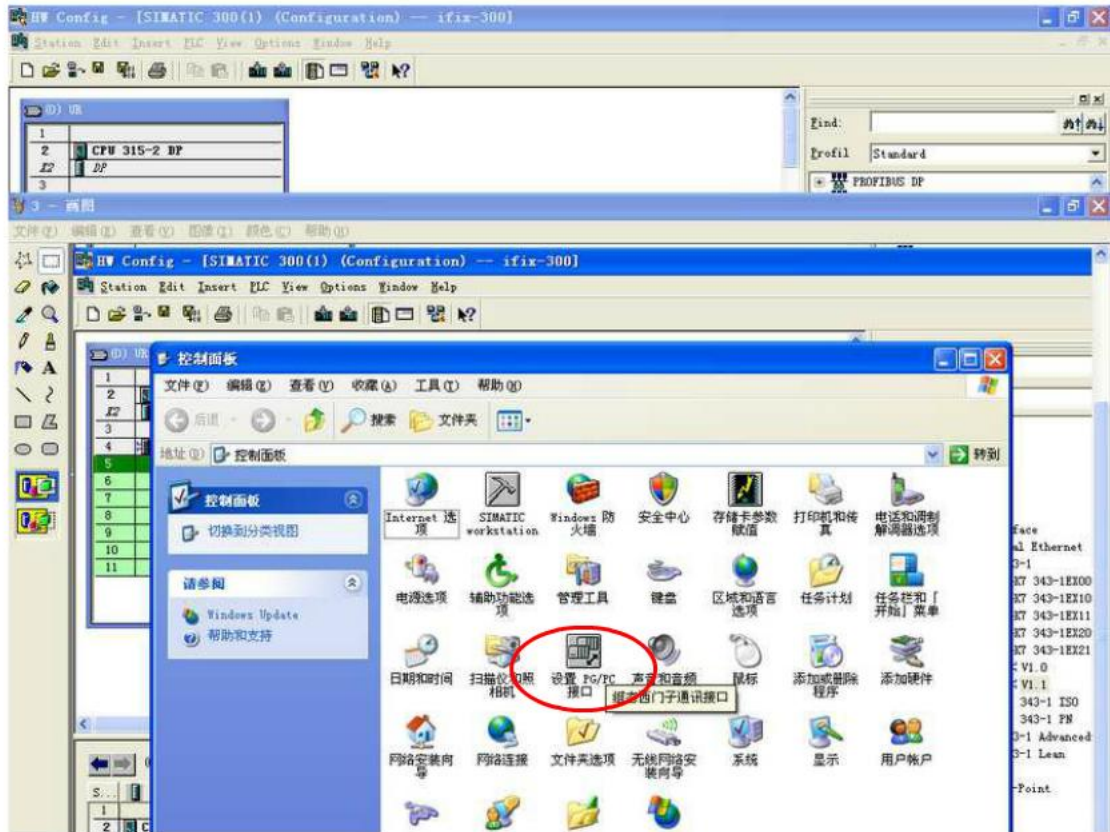 HW Config - [SIMATIC 300(1) (Configuration) -- ifix-300]
Station Edit Insert PLC View Options Window Help
(0) UR
1
2 CPU 315-2 DP
X2 DP
3
Find:
Profil Standard
PROFIBUS DP
3 - 画图
文件(F) 编辑(E) 查看(V) 图像(I) 颜色(C) 帮助(H)
HW Config - [SIMATIC 300(1) (Configuration) -- ifix-300]
Station Edit Insert PLC View Options Window Help
(0) UR
1
2
X2
3
4
5
6
7
8
9
10
11
控制面板
文件(F) 编辑(E) 查看(V) 收藏(A) 工具(T) 帮助(H)
后退 搜索 文件夹
地址(D) 控制面板 转到
控制面板
切换到分类视图
请参阅
Windows Update
帮助和支持
Internet 选项
SIMATIC workstation
Windows 防火墙
安全中心
存储卡参数赋值
打印机和传真
电话和调制解调器选项
电源选项
辅助功能选项
管理工具
键盘
区域和语言选项
任务计划
任务栏和「开始」菜单
日期和时间
扫描仪和照相机
设置 PG/PC 接口
声音和音频
鼠标
添加或删除程序
添加硬件
组态西门子通讯接口
网络安装向导
网络连接
文件夹选项
无线网络安装向导
系统
显示
用户帐户
face
al Ethernet
3-1
K7 343-1EX00
K7 343-1EX10
K7 343-1EX11
K7 343-1EX20
K7 343-1EX21
V1.0
V1.1
343-1 ISO
343-1 PN
3-1 Advanced
3-1 Lean
-Point
S...
1
2 C